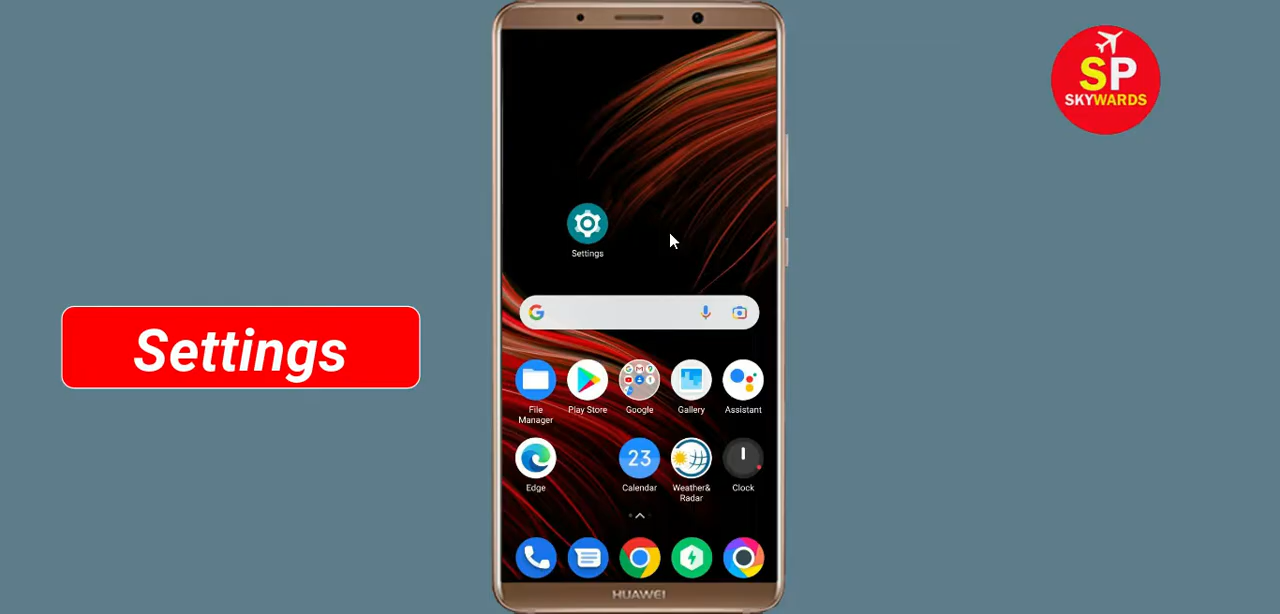 SP
SKYWARDS
Settings
Settings
File
Manager
Play Store
Google
Gallery
Assistant
Edge
23
Calendar
Weather&
Radar
Clock
HUAWEI